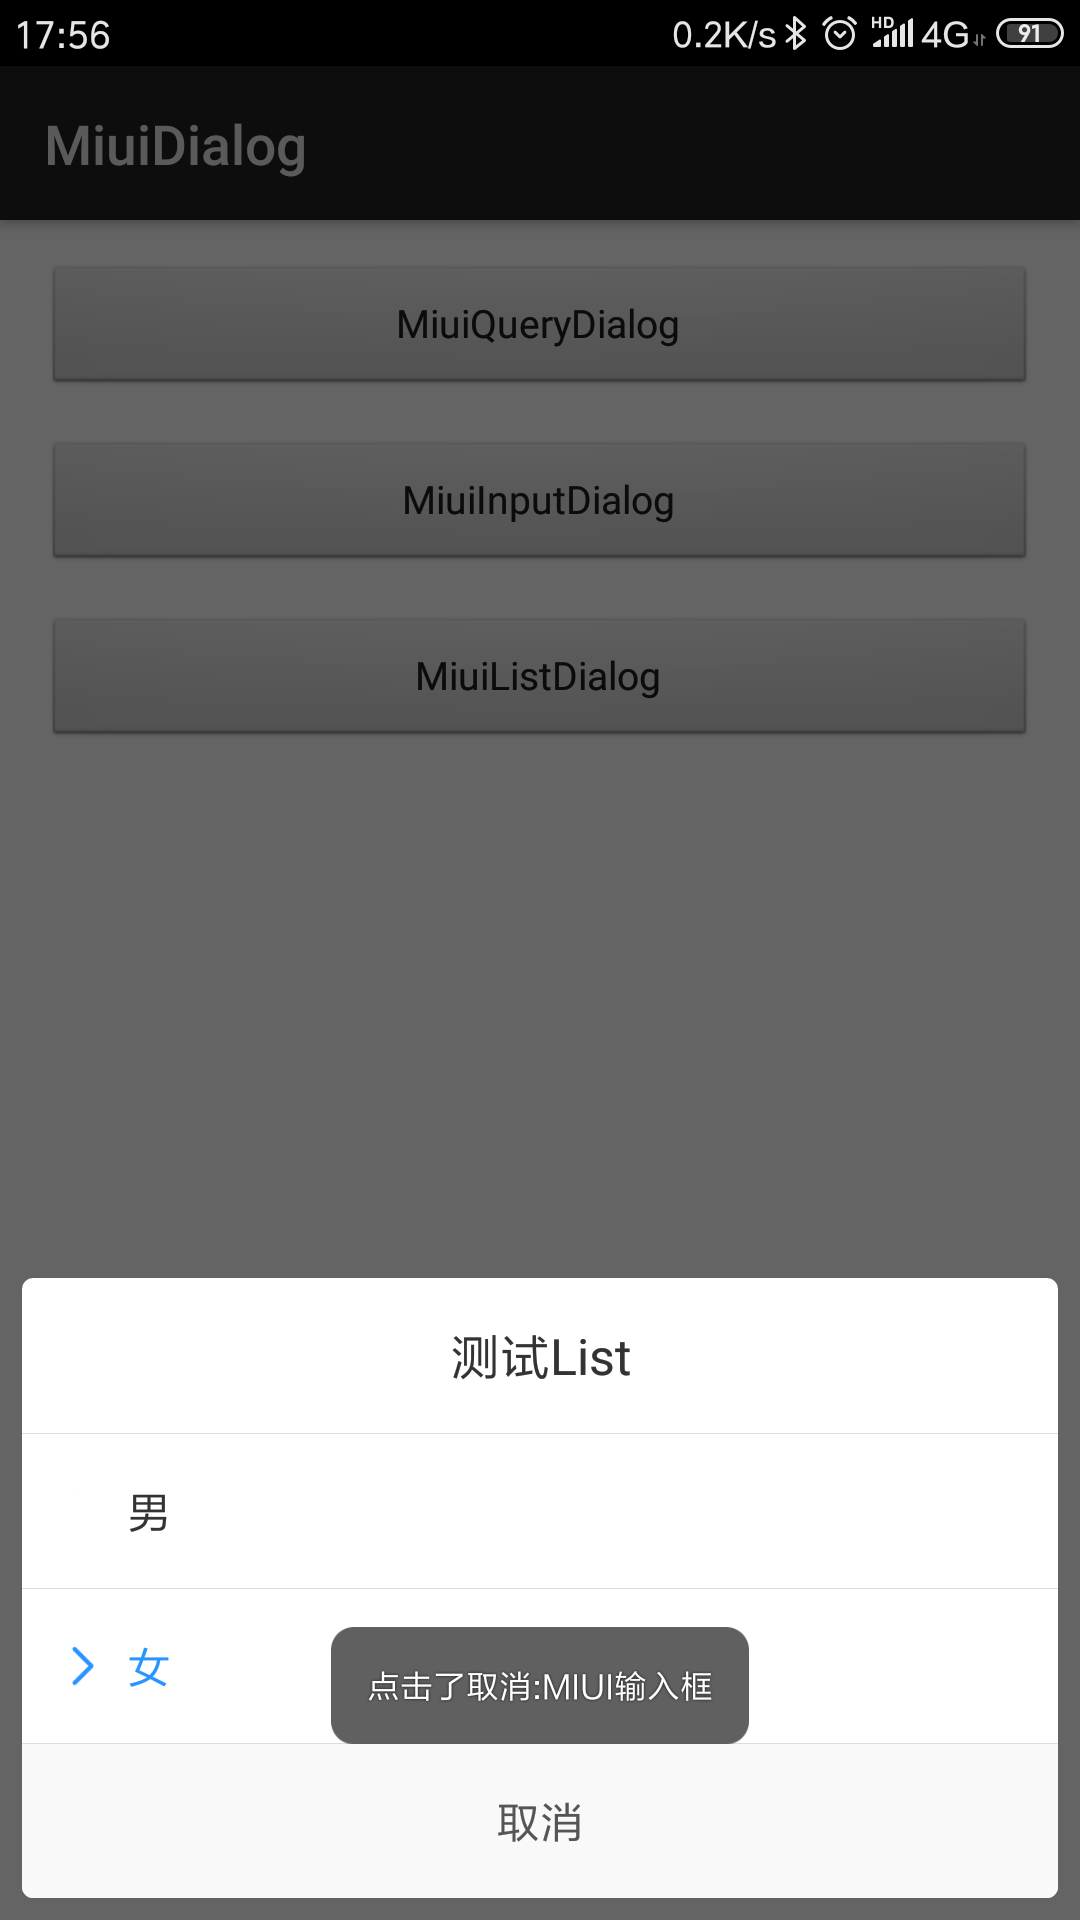 17:56 0.2K/s HD 4G 91
MiuiDialog
MiuiQueryDialog
MiuiInputDialog
MiuiListDialog
测试List
男
女
点击了取消:MIUI输入框
取消